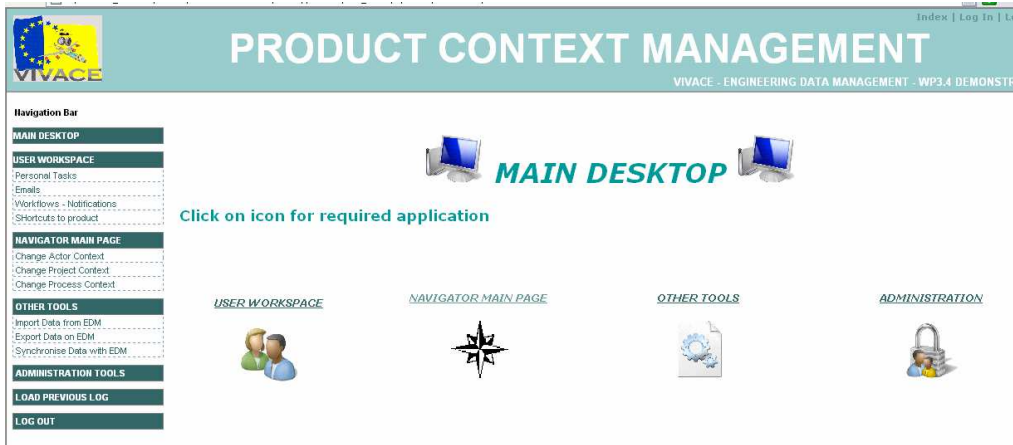 Index | Log In | L
VIVACE
PRODUCT CONTEXT MANAGEMENT
VIVACE - ENGINEERING DATA MANAGEMENT - WP3.4 DEMONSTR
Navigation Bar
MAIN DESKTOP
USER WORKSPACE
Personal Tasks
Emails
Workflows - Notifications
SHortcuts to product
NAVIGATOR MAIN PAGE
Change Actor Context
Change Project Context
Change Process Context
OTHER TOOLS
Import Data from EDM
Export Data on EDM
Synchronise Data with EDM
ADMINISTRATION TOOLS
LOAD PREVIOUS LOG
LOG OUT
MAIN DESKTOP
Click on icon for required application
USER WORKSPACE
NAVIGATOR MAIN PAGE
OTHER TOOLS
ADMINISTRATION